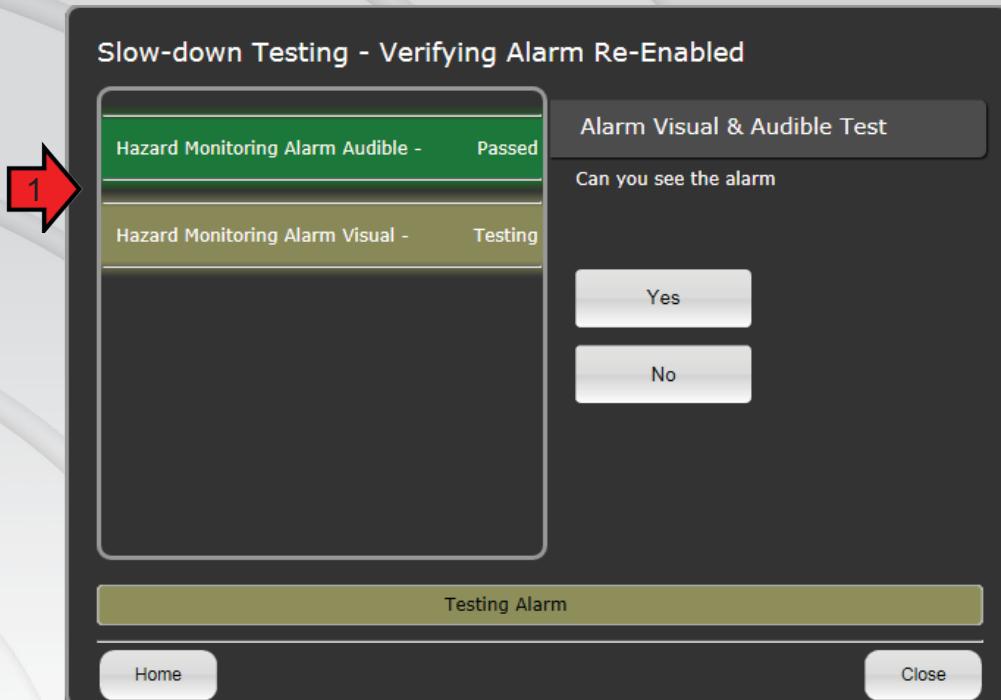 Slow-down Testing - Verifying Alarm Re-Enabled
1
Hazard Monitoring Alarm Audible - Passed
Hazard Monitoring Alarm Visual - Testing
Alarm Visual & Audible Test
Can you see the alarm
Yes
No
Testing Alarm
Home
Close